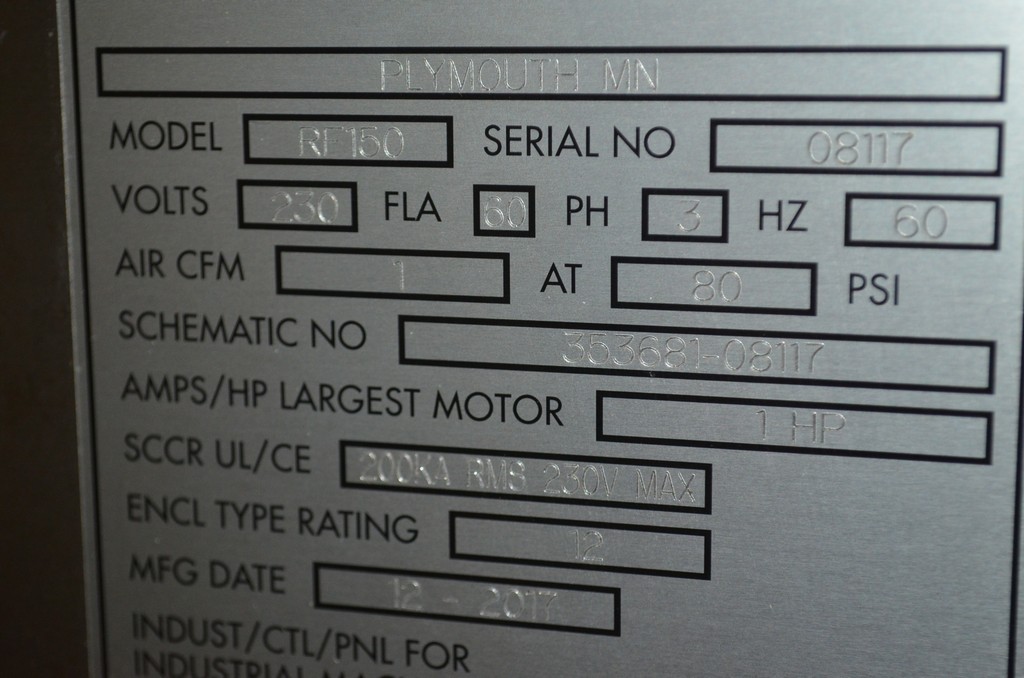 PLYMOUTH MN
MODEL RF150 SERIAL NO 08117
VOLTS 230 FLA 60 PH 3 HZ 60
AIR CFM 1 AT 80 PSI
SCHEMATIC NO 353681-08117
AMPS/HP LARGEST MOTOR 1 HP
SCCR UL/CE 200KA RMS 230V MAX
ENCL TYPE RATING 12
MFG DATE 12 - 2017
INDUST/CTL/PNL FOR
INDUSTRIAL